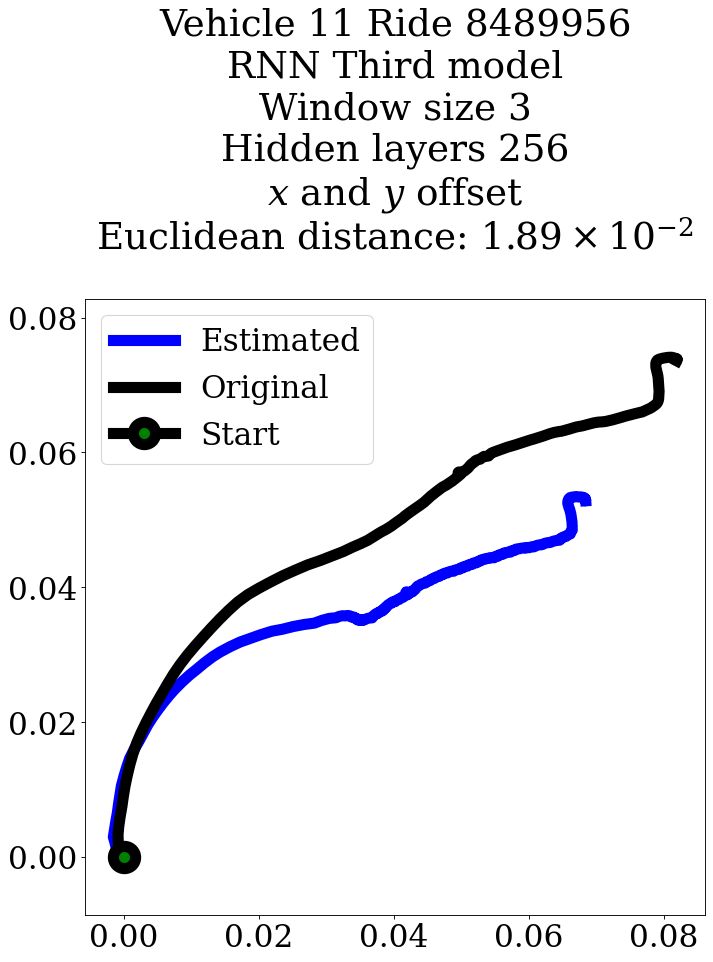 Vehicle 11 Ride 8489956
RNN Third model
Window size 3
Hidden layers 256
x and y offset
Euclidean distance: 1.89 × 10⁻²
0.08
0.06
0.04
0.02
0.00
Estimated
Original
Start
0.00 0.02 0.04 0.06 0.08